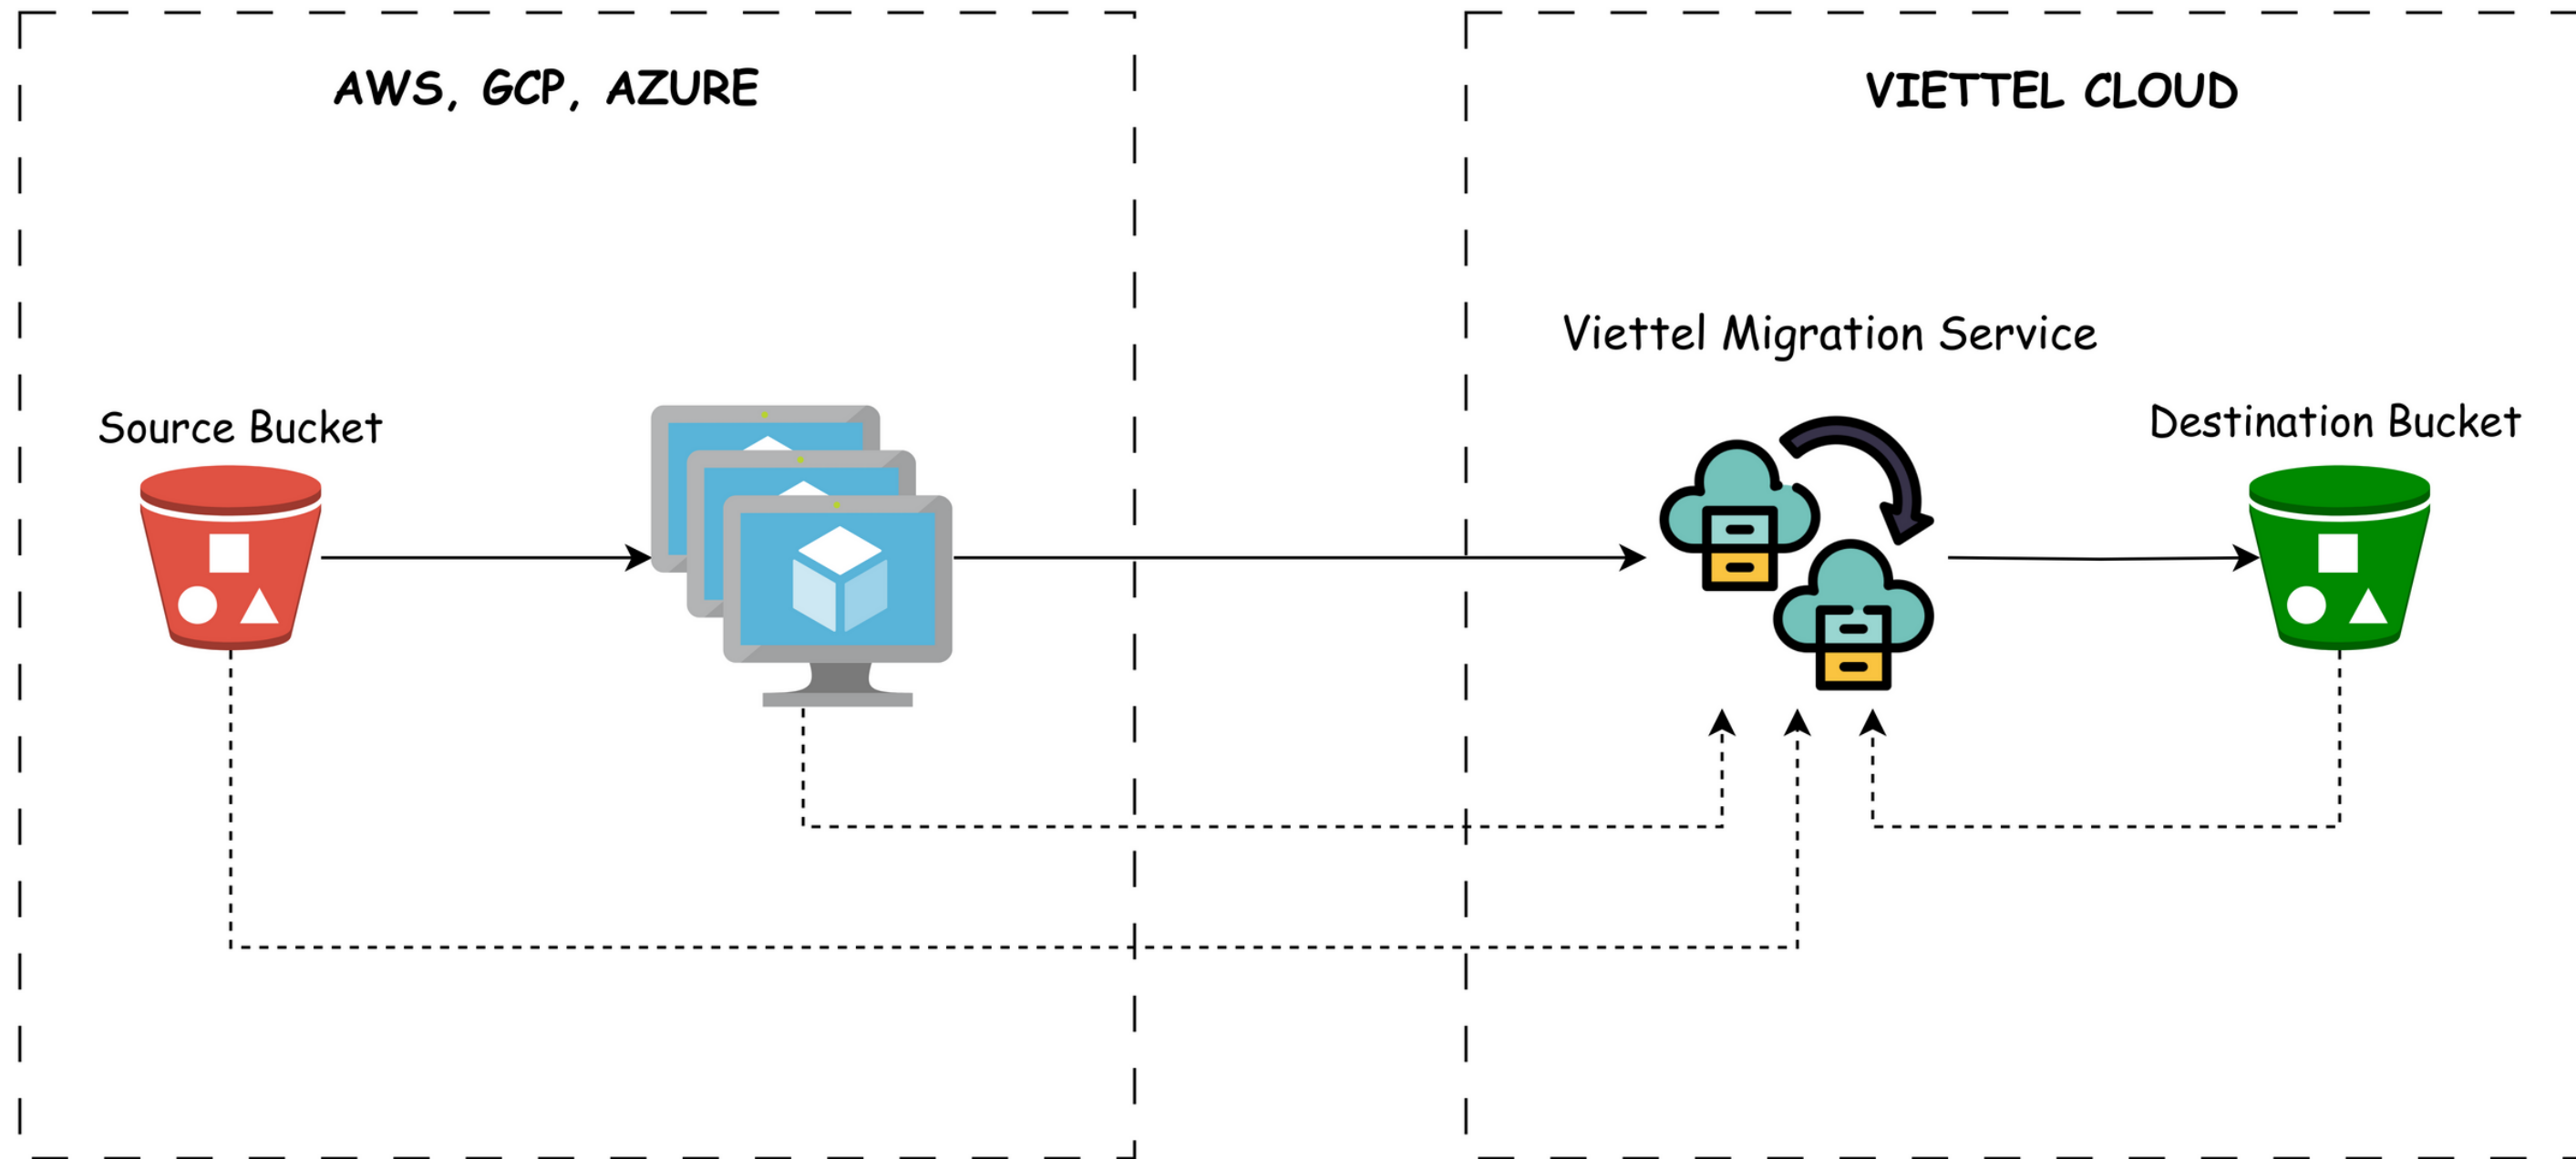 AWS, GCP, AZURE
VIETTEL CLOUD
Viettel Migration Service
Source Bucket
Destination Bucket